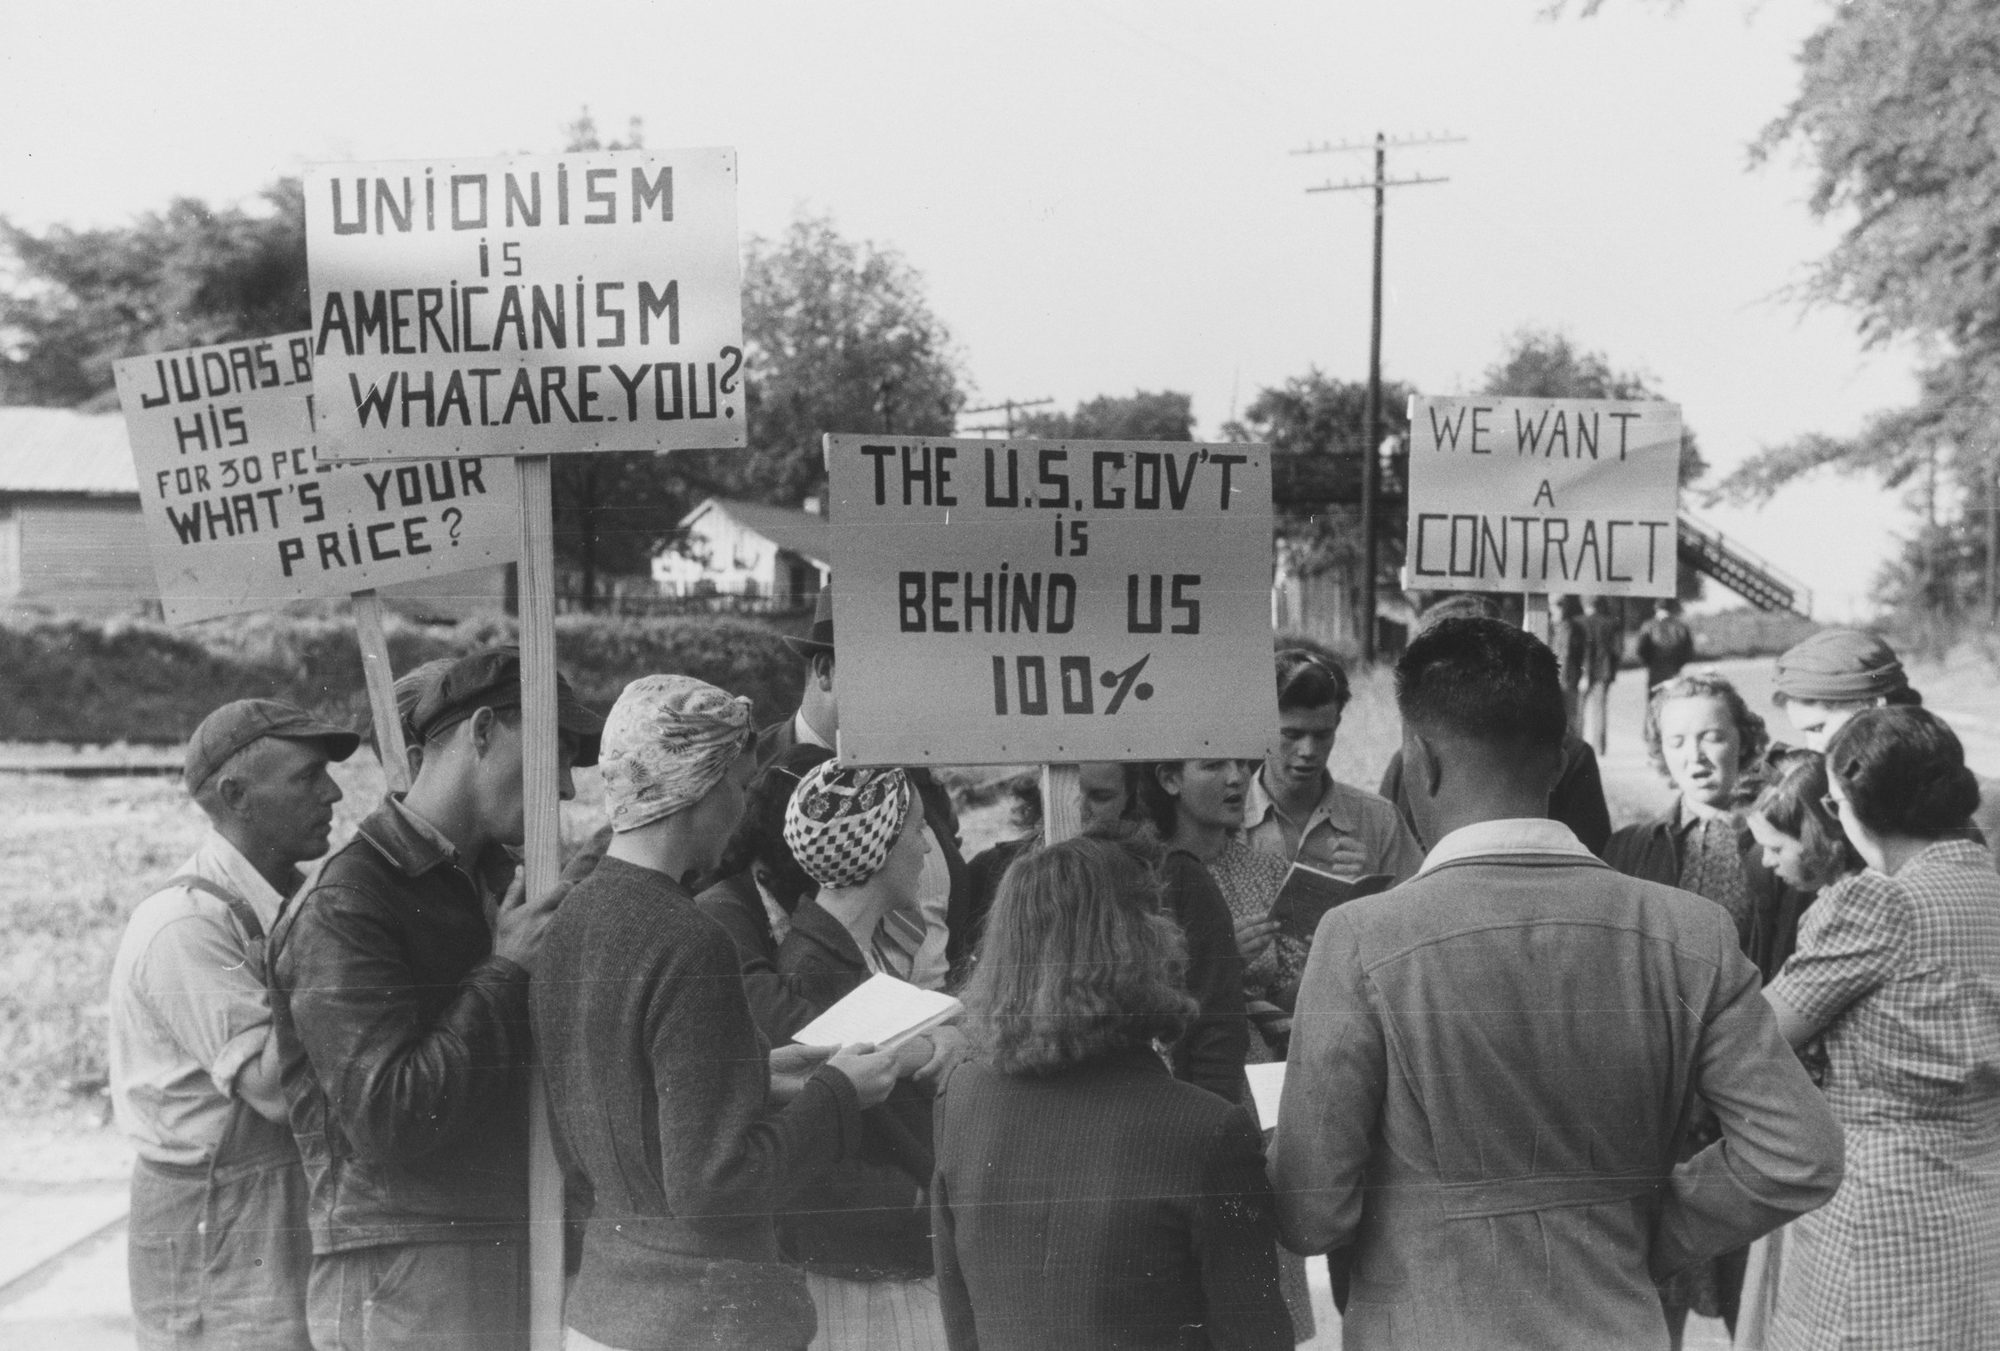 UNIONISM
IS
AMERICANISM
WHAT ARE YOU?
JUDAS
HIS
FOR 30 PC
WHAT'S YOUR
PRICE?
THE U.S. GOV'T
IS
BEHIND US
100%
WE WANT
A
CONTRACT